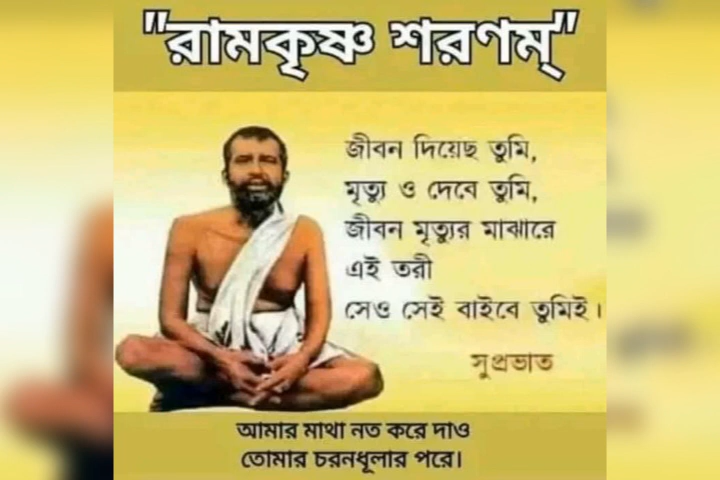 "রামকৃষ্ণ শরণম্"
জীবন দিয়েছ তুমি,
মৃত্যু ও দেবে তুমি,
জীবন মৃত্যুর মাঝারে
এই তরী
সেও সেই বাইবে তুমিই।
সুপ্রভাত
আমার মাথা নত করে দাও
তোমার চরনধূলার পরে।